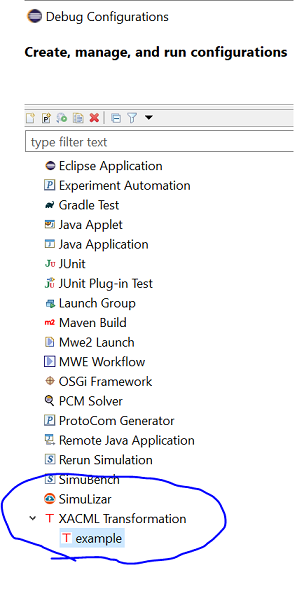 Debug Configurations
Create, manage, and run configurations
type filter text
Eclipse Application
Experiment Automation
Gradle Test
Java Applet
Java Application
JUnit
JUnit Plug-in Test
Launch Group
Maven Build
Mwe2 Launch
MWE Workflow
OSGi Framework
PCM Solver
ProtoCom Generator
Remote Java Application
Rerun Simulation
SimuBench
SimuLizar
XACML Transformation
example